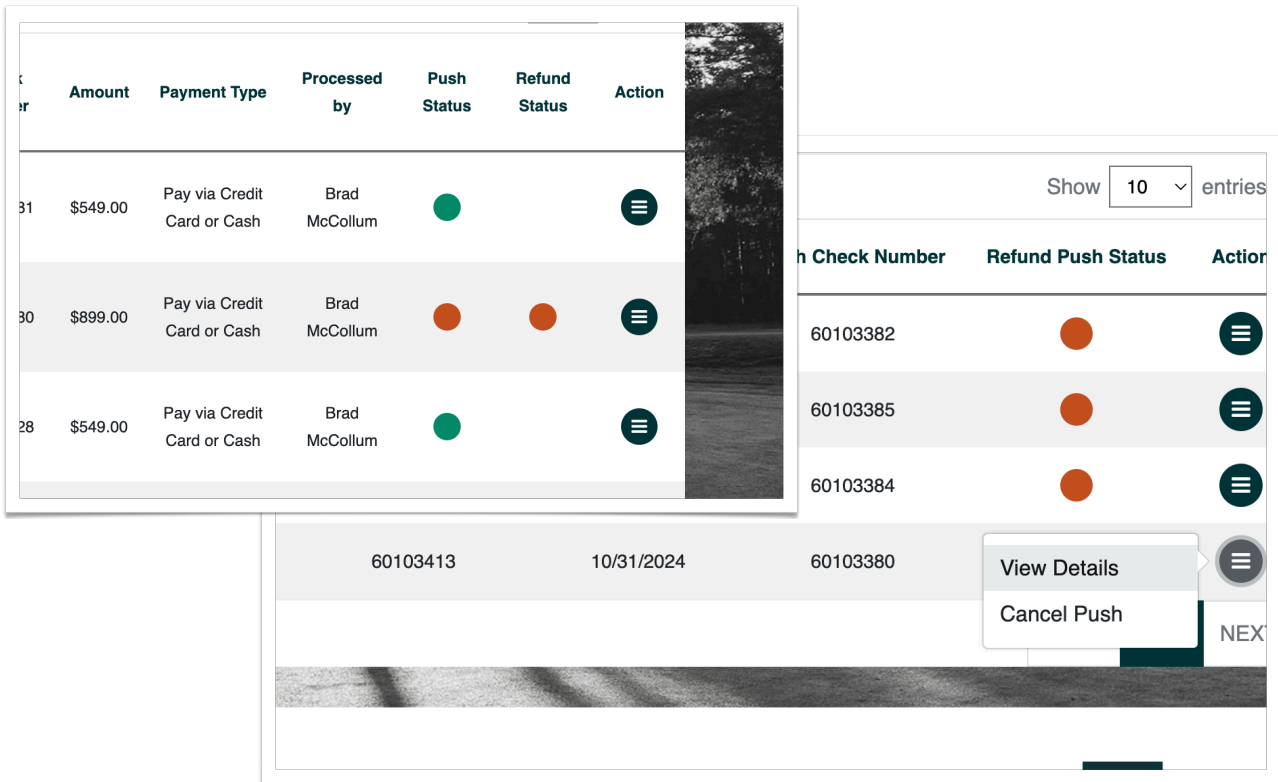 Amount
Payment Type
Processed
by
Push
Status
Refund
Status
Action
31
$549.00
Pay via Credit
Card or Cash
Brad
McCollum
$899.00
Pay via Credit
Card or Cash
Brad
McCollum
28
$549.00
Pay via Credit
Card or Cash
Brad
McCollum
Show 10 entries
h Check Number
Refund Push Status
Action
60103382
60103385
60103384
60103413
10/31/2024
60103380
View Details
Cancel Push
NEX